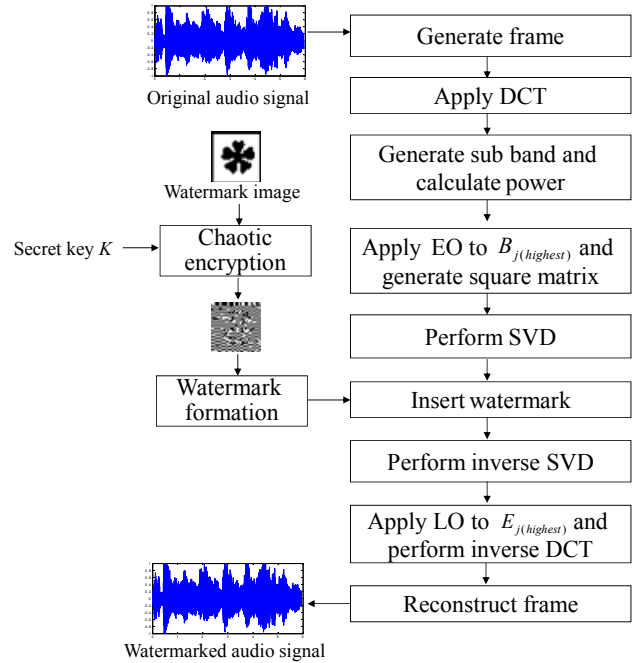 Generate frame
Original audio signal
Apply DCT
Generate sub band and
calculate power
Watermark image
Secret key K
Chaotic
encryption
Apply EO to B_{j(highest)} and
generate square matrix
Perform SVD
Watermark
formation
Insert watermark
Perform inverse SVD
Apply LO to E_{j(highest)} and
perform inverse DCT
Reconstruct frame
Watermarked audio signal